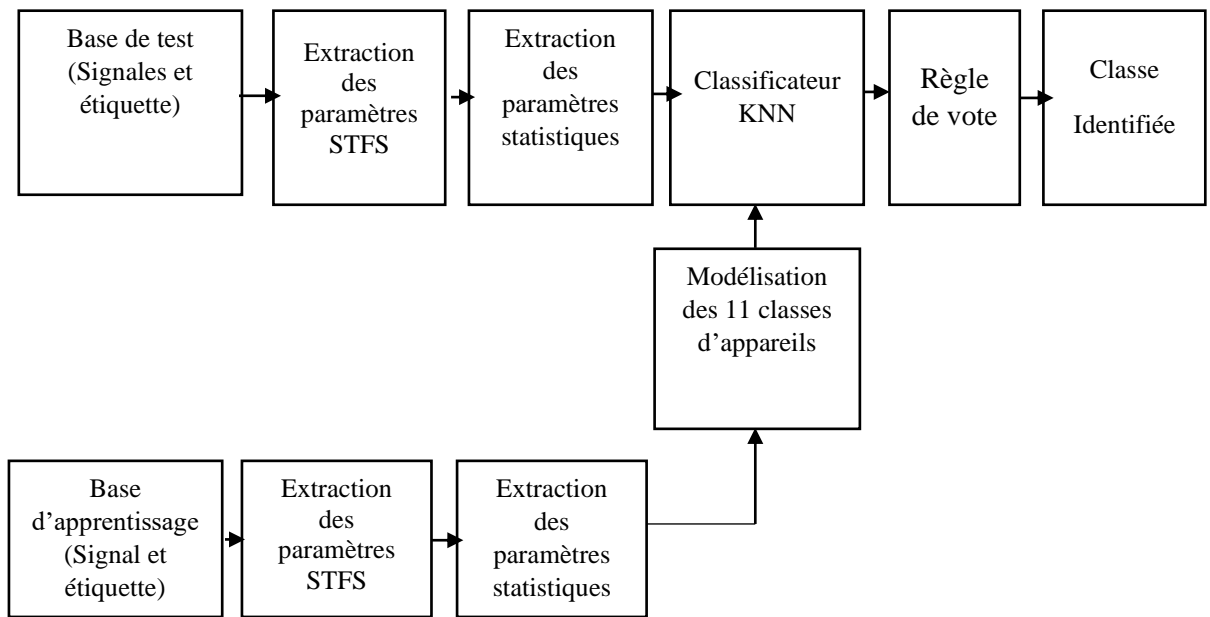 Base de test
(Signales et
étiquette)
Extraction
des
paramètres
STFS
Extraction
des
paramètres
statistiques
Classificateur
KNN
Règle
de vote
Classe
Identifiée
Modélisation
des 11 classes
d’appareils
Base
d’apprentissage
(Signal et
étiquette)
Extraction
des
paramètres
STFS
Extraction
des
paramètres
statistiques